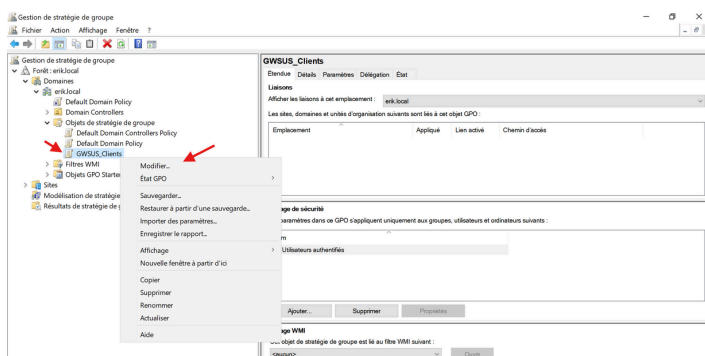 Gestion de stratégie de groupe
Fichier Action Affichage Fenêtre ?
Gestion de stratégie de groupe
Forêt : erik.local
Domaines
erik.local
Default Domain Policy
Domain Controllers
Objets de stratégie de groupe
Default Domain Controllers Policy
Default Domain Policy
GWSUS_Clients
Filtres WMI
Objets GPO Starter
Sites
Modélisation de stratégie
Résultats de stratégie de
Modifier...
État GPO
Sauvegarder...
Restaurer à partir d'une sauvegarde...
Importer des paramètres...
Enregistrer le rapport...
Affichage
Nouvelle fenêtre à partir d'ici
Copier
Supprimer
Renommer
Actualiser
Aide
GWSUS_Clients
Étendue Détails Paramètres Délégation État
Liaisons
Afficher les liaisons à cet emplacement : erik.local
Les sites, domaines et unités d'organisation suivants sont liés à cet objet GPO :
Emplacement Appliqué Lien activé Chemin d'accès
de sécurité
paramètres dans ce GPO s'appliquent uniquement aux groupes, utilisateurs et ordinateurs suivants :
Utilisateurs authentifiés
Ajouter... Supprimer Propriétés
WMI
objet de stratégie de groupe est lié au filtre WMI suivant :
<aucun> Ouvrir